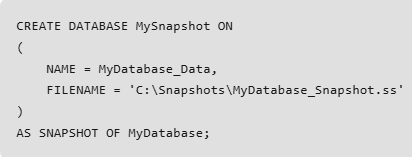 CREATE DATABASE MySnapshot ON
(
    NAME = MyDatabase_Data,
    FILENAME = 'C:\Snapshots\MyDatabase_Snapshot.ss'
)
AS SNAPSHOT OF MyDatabase;